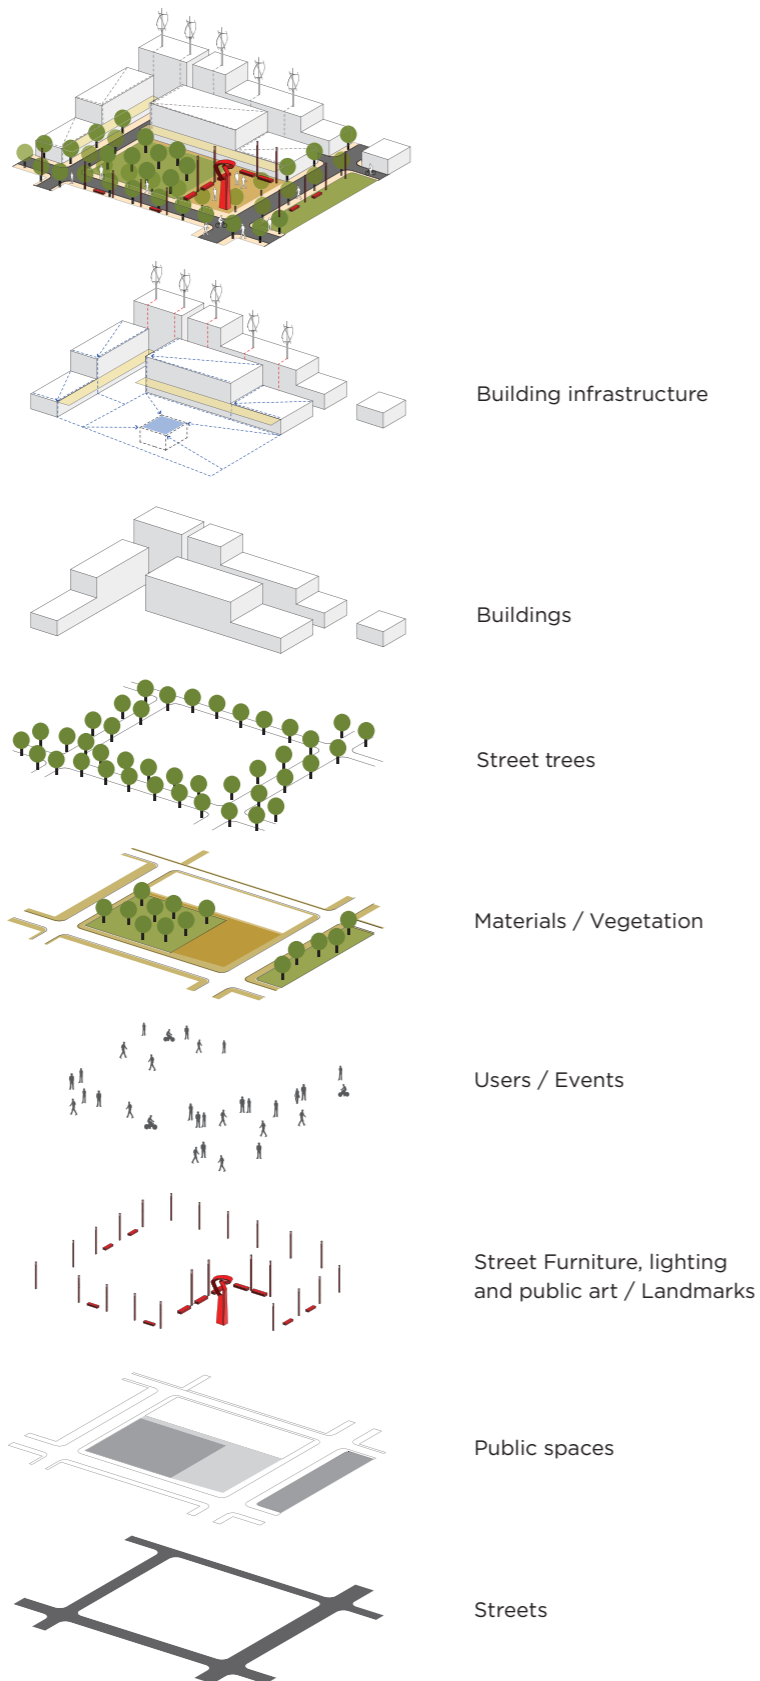 Building infrastructure
Buildings
Street trees
Materials / Vegetation
Users / Events
Street Furniture, lighting
and public art / Landmarks
Public spaces
Streets